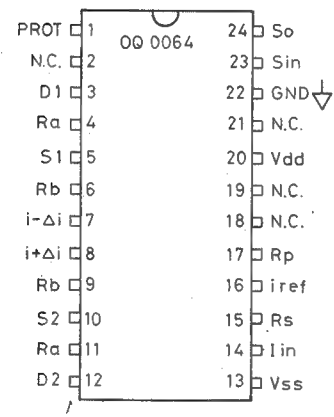 PROT 1 OQ 0064 24 So
N.C. 2 23 Sin
D1 3 22 GND
Ra 4 21 N.C.
S1 5 20 Vdd
Rb 6 19 N.C.
i-Δi 7 18 N.C.
i+Δi 8 17 Rp
Rb 9 16 iref
S2 10 15 Rs
Ra 11 14 Iin
D2 12 13 Vss